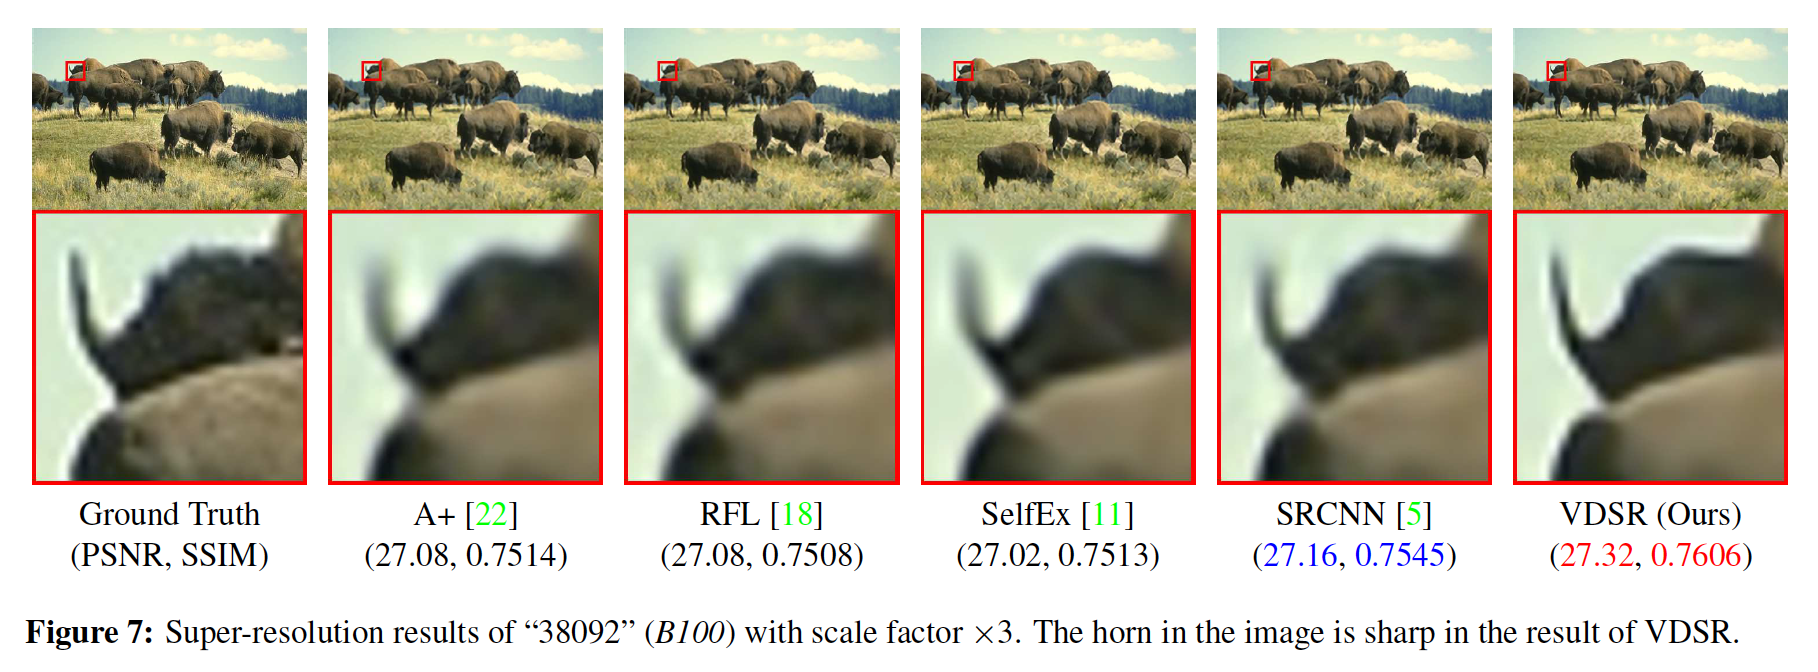 Ground Truth
(PSNR, SSIM)
A+ [22]
(27.08, 0.7514)
RFL [18]
(27.08, 0.7508)
SelfEx [11]
(27.02, 0.7513)
SRCNN [5]
(27.16, 0.7545)
VDSR (Ours)
(27.32, 0.7606)
Figure 7: Super-resolution results of “38092” (B100) with scale factor ×3. The horn in the image is sharp in the result of VDSR.